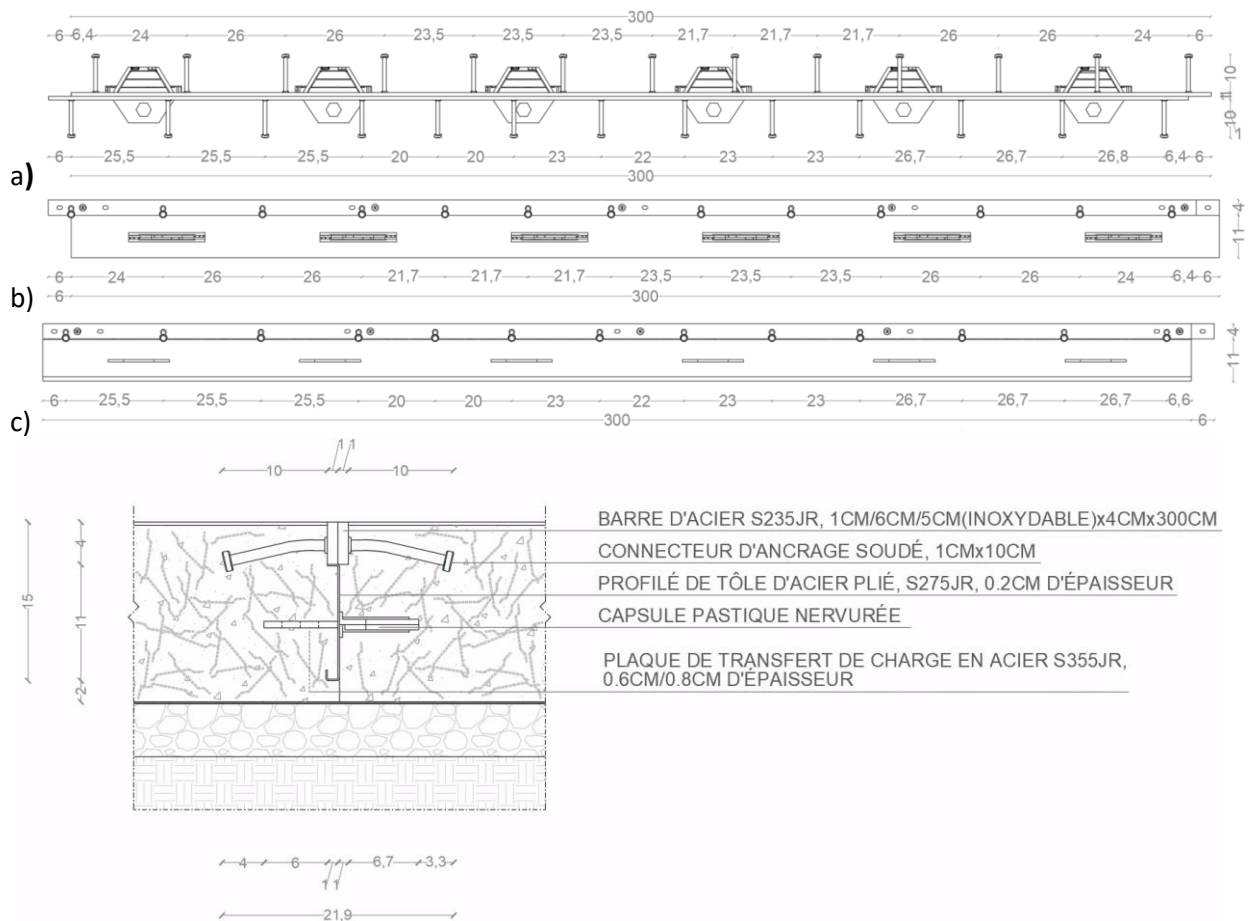 300
6 6,4 24 26 26 23,5 23,5 23,5 21,7 21,7 21,7 26 26 24 6
10
1
10
1
6 25,5 25,5 25,5 20 20 23 22 23 23 26,7 26,7 26,8 6,4 6
a)
300
4
11
6 24 26 26 21,7 21,7 21,7 23,5 23,5 23,5 26 26 24 6,4 6
b)
6 300
4
11
6 25,5 25,5 25,5 20 20 23 22 23 23 26,7 26,7 26,7 6,6
c)
300 6
1 1
10 10
BARRE D'ACIER S235JR, 1CM/6CM/5CM(INOXYDABLE)x4CMx300CM
4
CONNECTEUR D'ANCRAGE SOUDÉ, 1CMx10CM
PROFILÉ DE TÔLE D'ACIER PLIÉ, S275JR, 0.2CM D'ÉPAISSEUR
15
11
CAPSULE PASTIQUE NERVURÉE
PLAQUE DE TRANSFERT DE CHARGE EN ACIER S355JR,
0.6CM/0.8CM D'ÉPAISSEUR
2
4 6 6,7 3,3
1 1
21,9